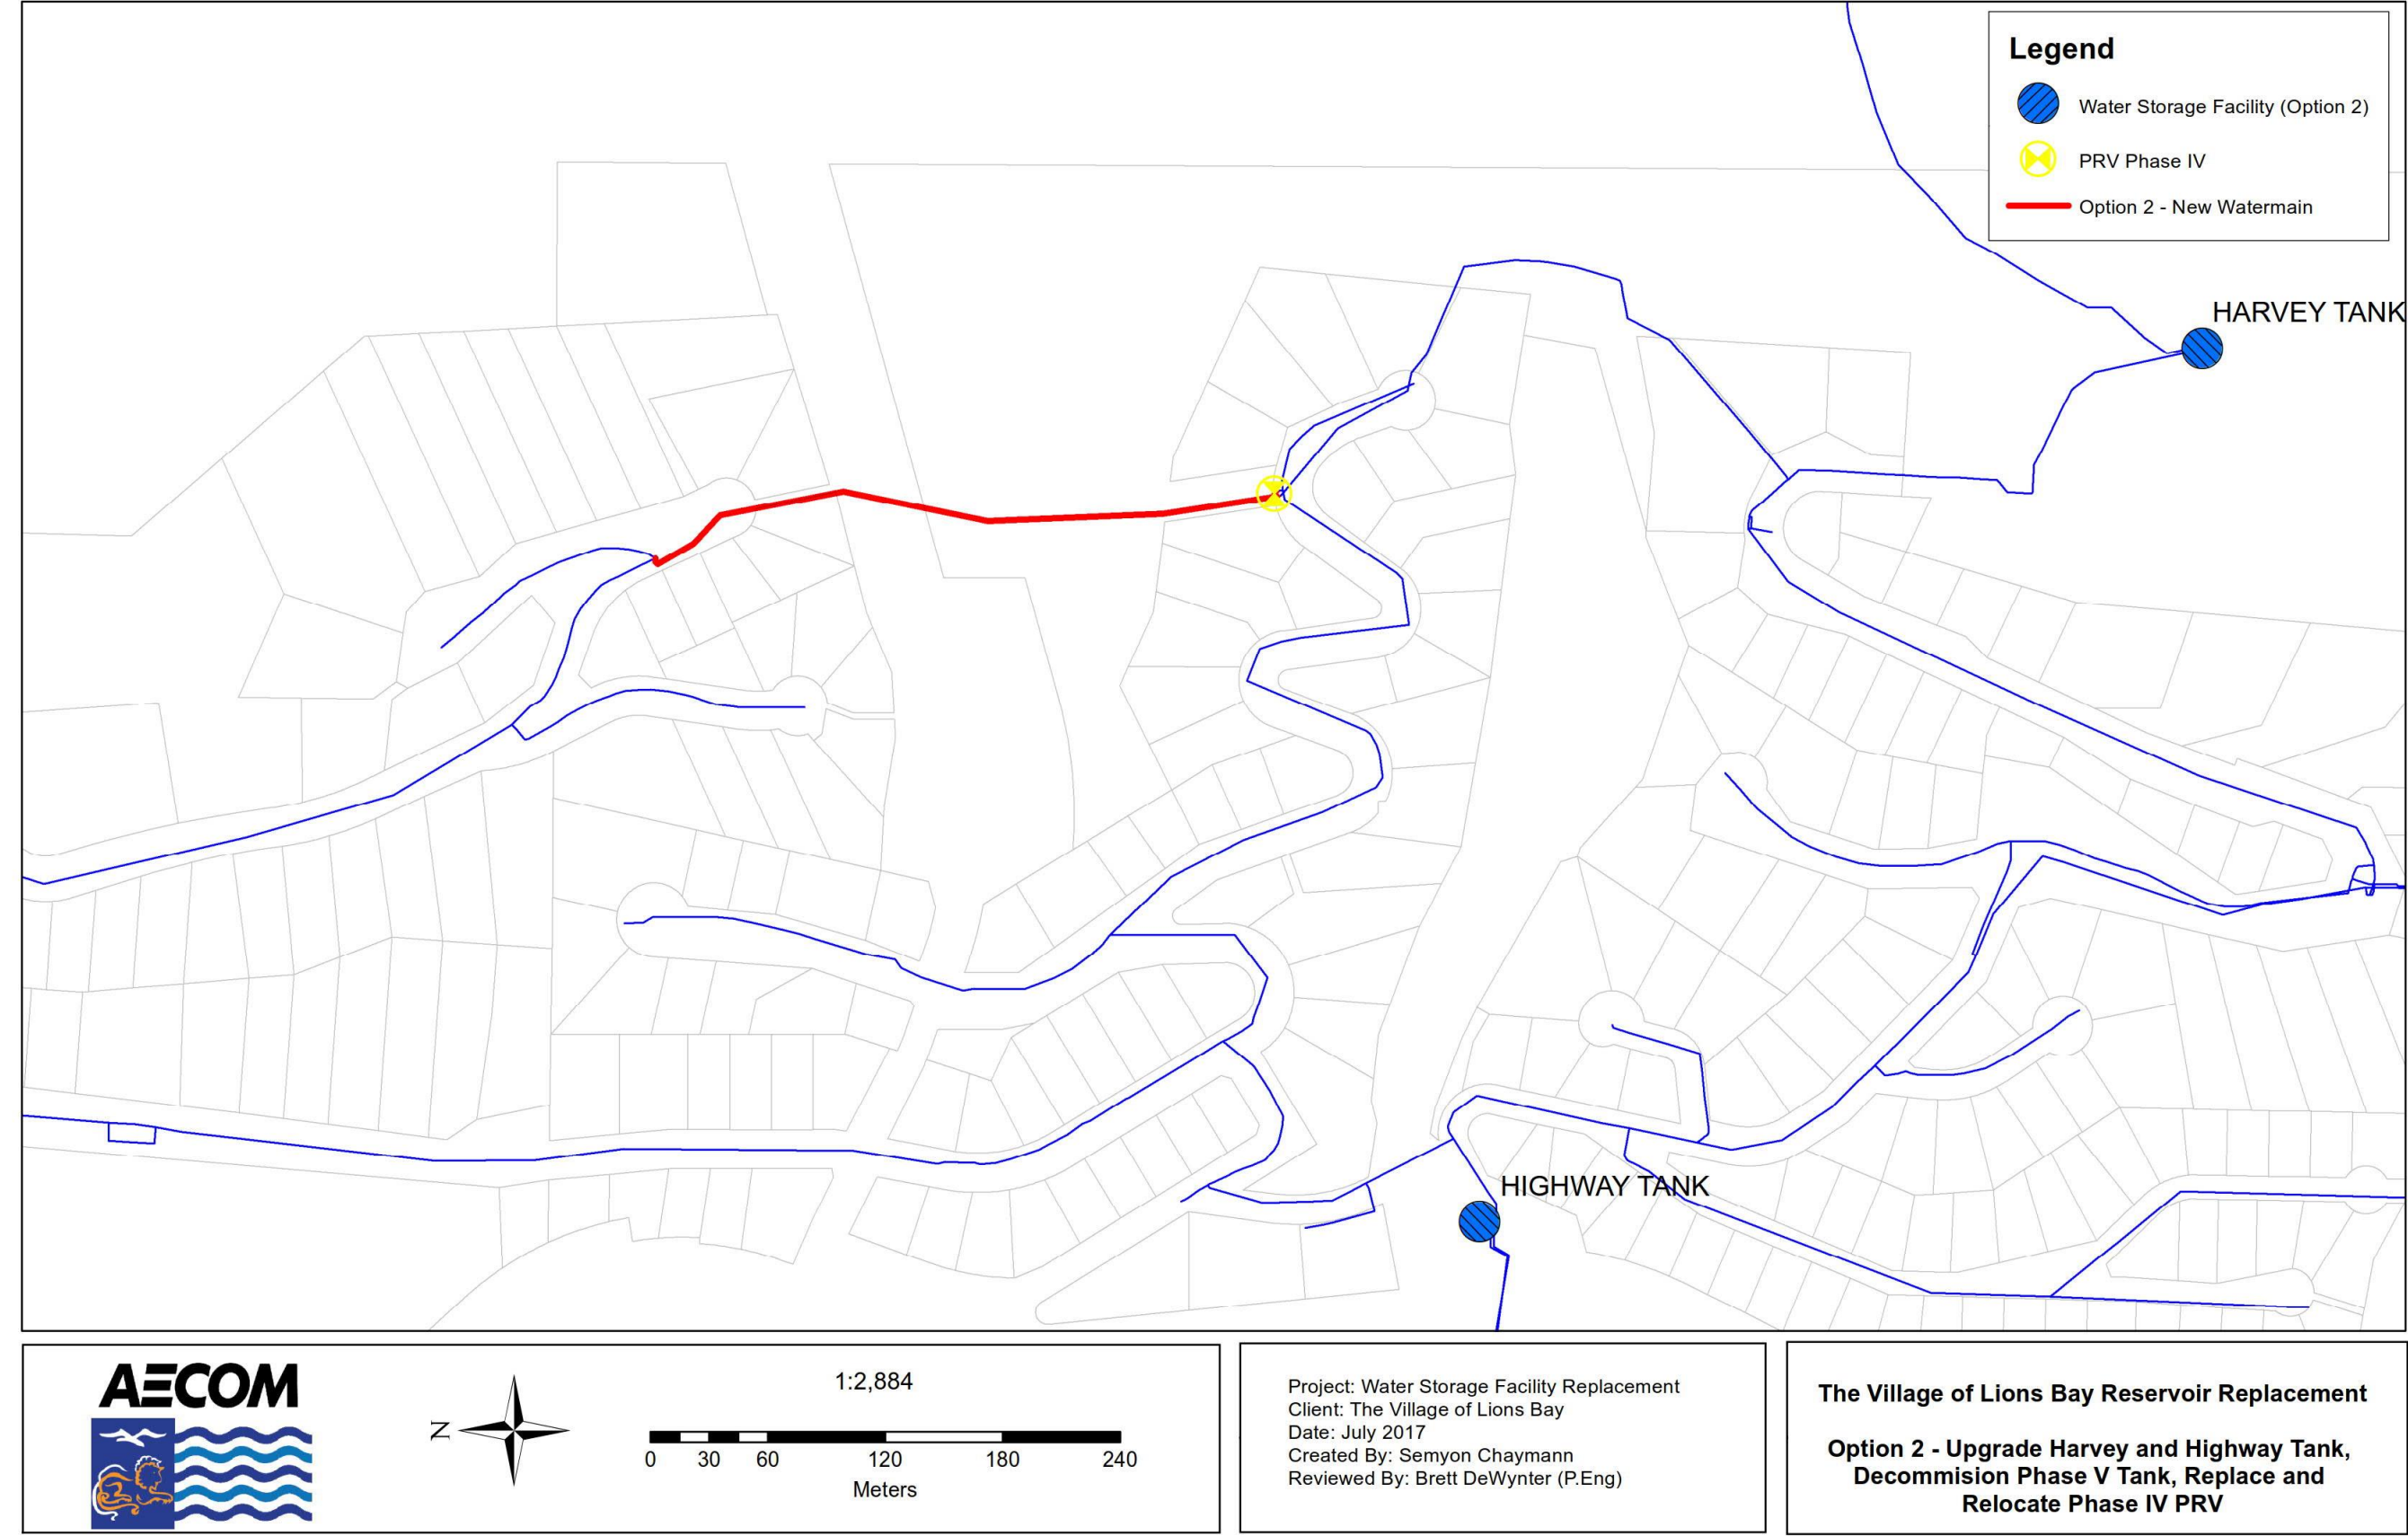 Legend
Water Storage Facility (Option 2)
PRV Phase IV
Option 2 - New Watermain
HARVEY TANK
HIGHWAY TANK
AECOM
N
1:2,884
0 30 60 120 180 240
Meters
Project: Water Storage Facility Replacement
Client: The Village of Lions Bay
Date: July 2017
Created By: Semyon Chaymann
Reviewed By: Brett DeWynter (P.Eng)
The Village of Lions Bay Reservoir Replacement
Option 2 - Upgrade Harvey and Highway Tank,
Decommision Phase V Tank, Replace and
Relocate Phase IV PRV